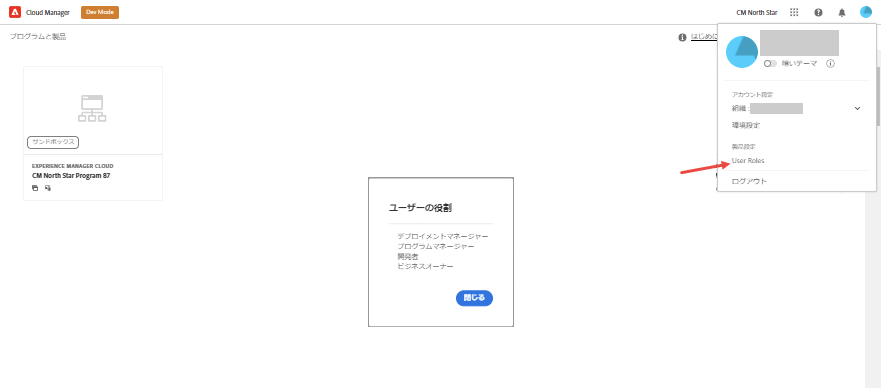 Cloud Manager
Dev Mode
CM North Star
プログラムと製品
はじめに
暗いテーマ
アカウント設定
組織 :
環境設定
製品設定
User Roles
ログアウト
サンドボックス
EXPERIENCE MANAGER CLOUD
CM North Star Program 87
ユーザーの役割
デプロイメントマネージャー
プログラムマネージャー
開発者
ビジネスオーナー
閉じる